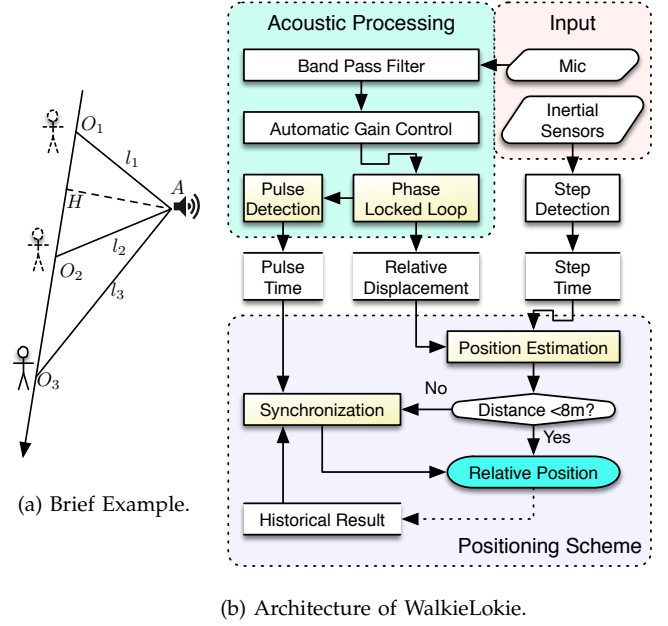 O1
l1
A
H
l2
O2
l3
O3
(a) Brief Example.
Acoustic Processing
Input
Band Pass Filter
Mic
Automatic Gain Control
Inertial
Sensors
Pulse
Detection
Phase
Locked Loop
Step
Detection
Pulse
Time
Relative
Displacement
Step
Time
Position Estimation
No
Synchronization
Distance <8m?
Yes
Relative Position
Historical Result
Positioning Scheme
(b) Architecture of WalkieLokie.